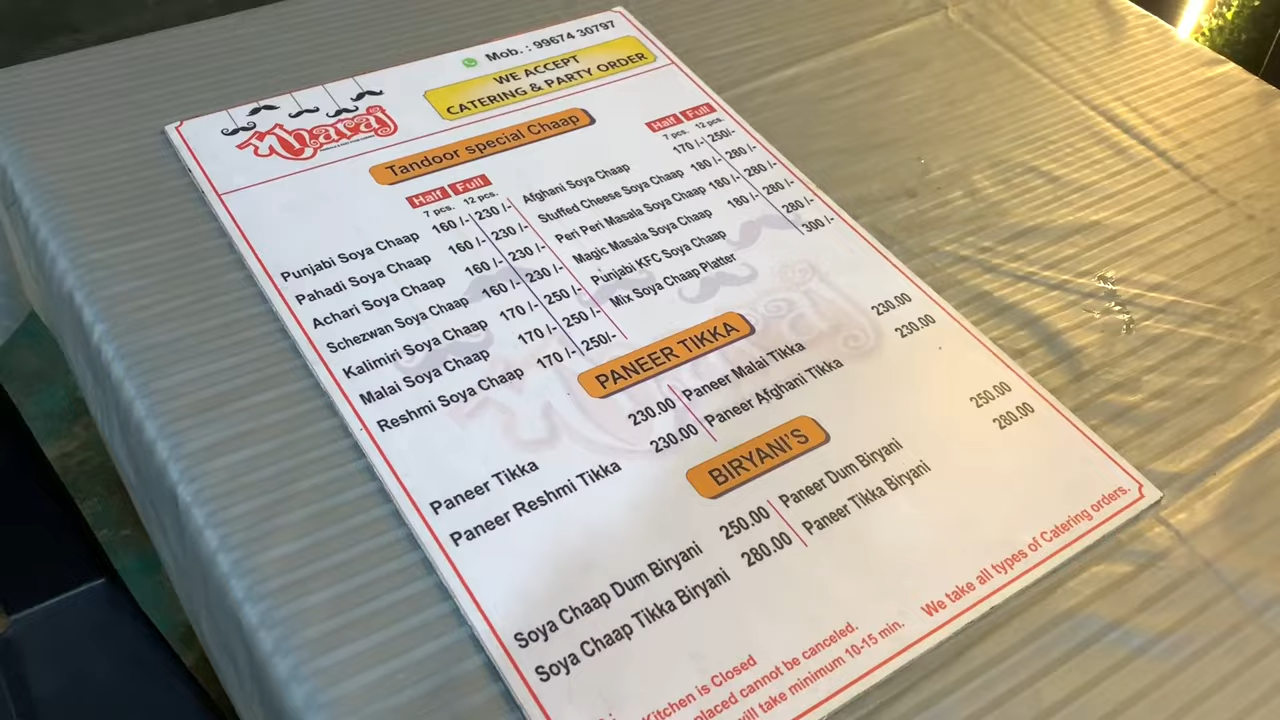 Mob. : 99674 30797
WE ACCEPT
CATERING & PARTY ORDER
Maharaj
Tandoor special Chaap
Half Full
7 pcs. 12 pcs.
Punjabi Soya Chaap 160 /- 230 /-
Pahadi Soya Chaap 160 /- 230 /-
Achari Soya Chaap 160 /- 230 /-
Schezwan Soya Chaap 160 /- 230 /-
Kalimiri Soya Chaap 170 /- 250 /-
Malai Soya Chaap 170 /- 250 /-
Reshmi Soya Chaap 170 /- 250/-
Half Full
7 pcs. 12 pcs.
Afghani Soya Chaap 170 /- 250/-
Stuffed Cheese Soya Chaap 180 /- 280 /-
Peri Peri Masala Soya Chaap 180 /- 280 /-
Magic Masala Soya Chaap 180 /- 280 /-
Punjabi KFC Soya Chaap 280 /-
Mix Soya Chaap Platter 300/-
PANEER TIKKA
Paneer Tikka 230.00
Paneer Reshmi Tikka 230.00
Paneer Malai Tikka 230.00
Paneer Afghani Tikka 230.00
BIRYANI'S
Soya Chaap Dum Biryani 250.00
Soya Chaap Tikka Biryani 280.00
Paneer Dum Biryani 250.00
Paneer Tikka Biryani 280.00
Kitchen is Closed
placed cannot be canceled.
will take minimum 10-15 min.
We take all types of Catering orders.